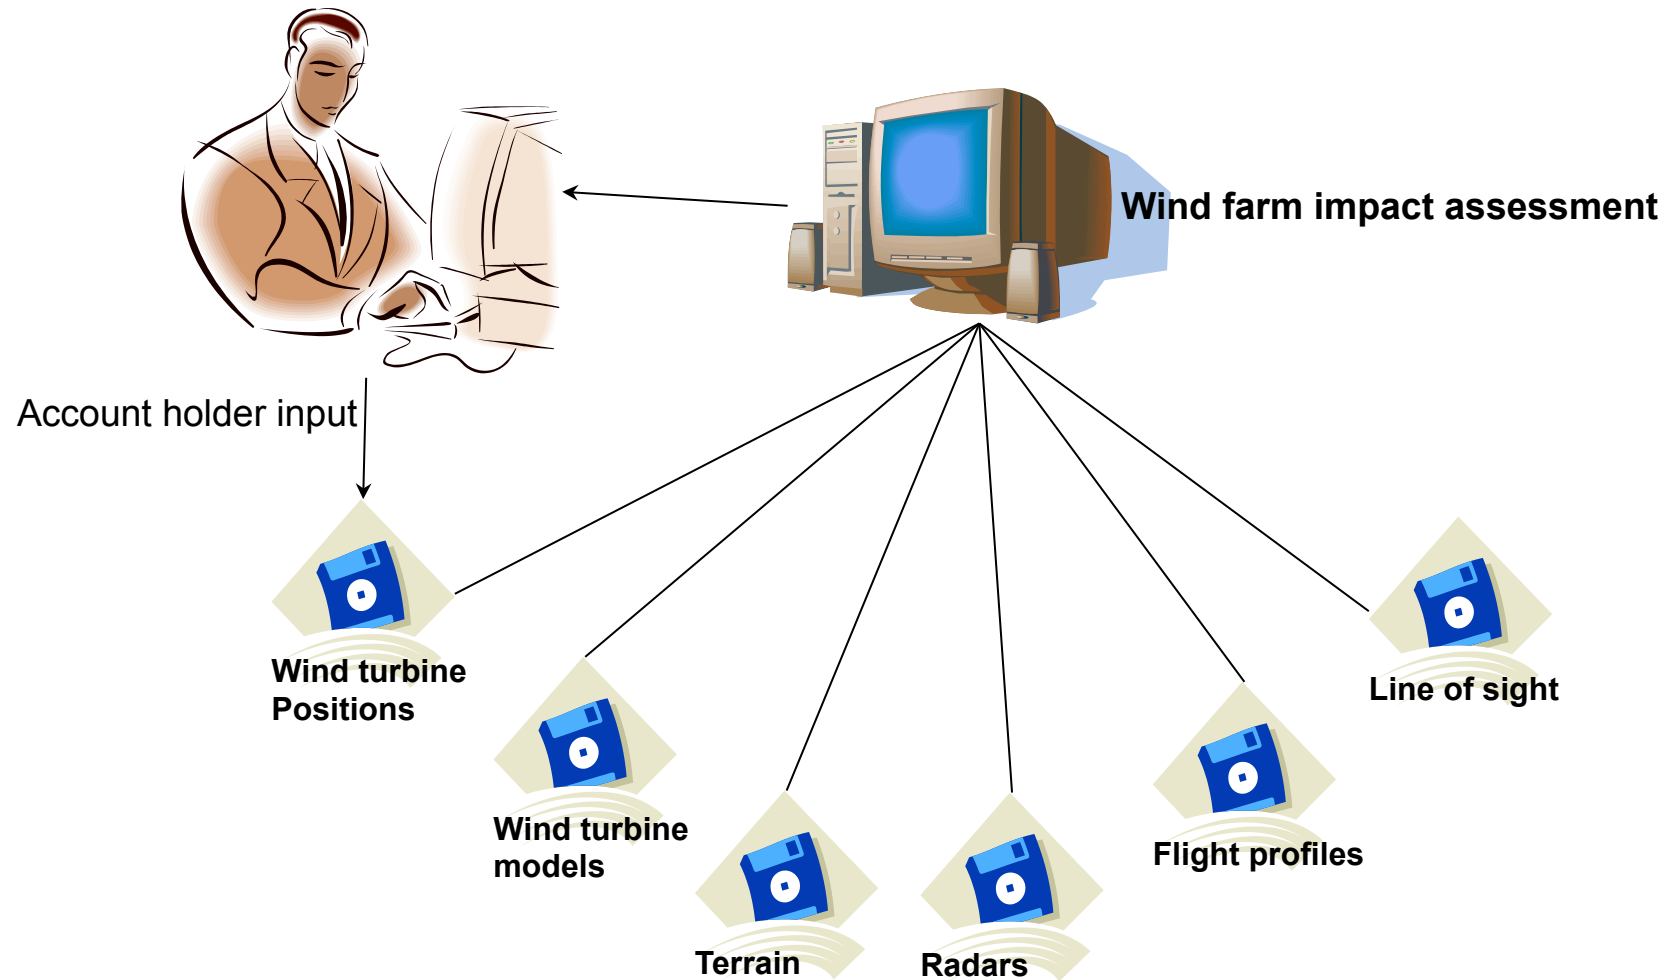 Wind farm impact assessment
Account holder input
Wind turbine
Positions
Wind turbine
models
Terrain
Radars
Flight profiles
Line of sight